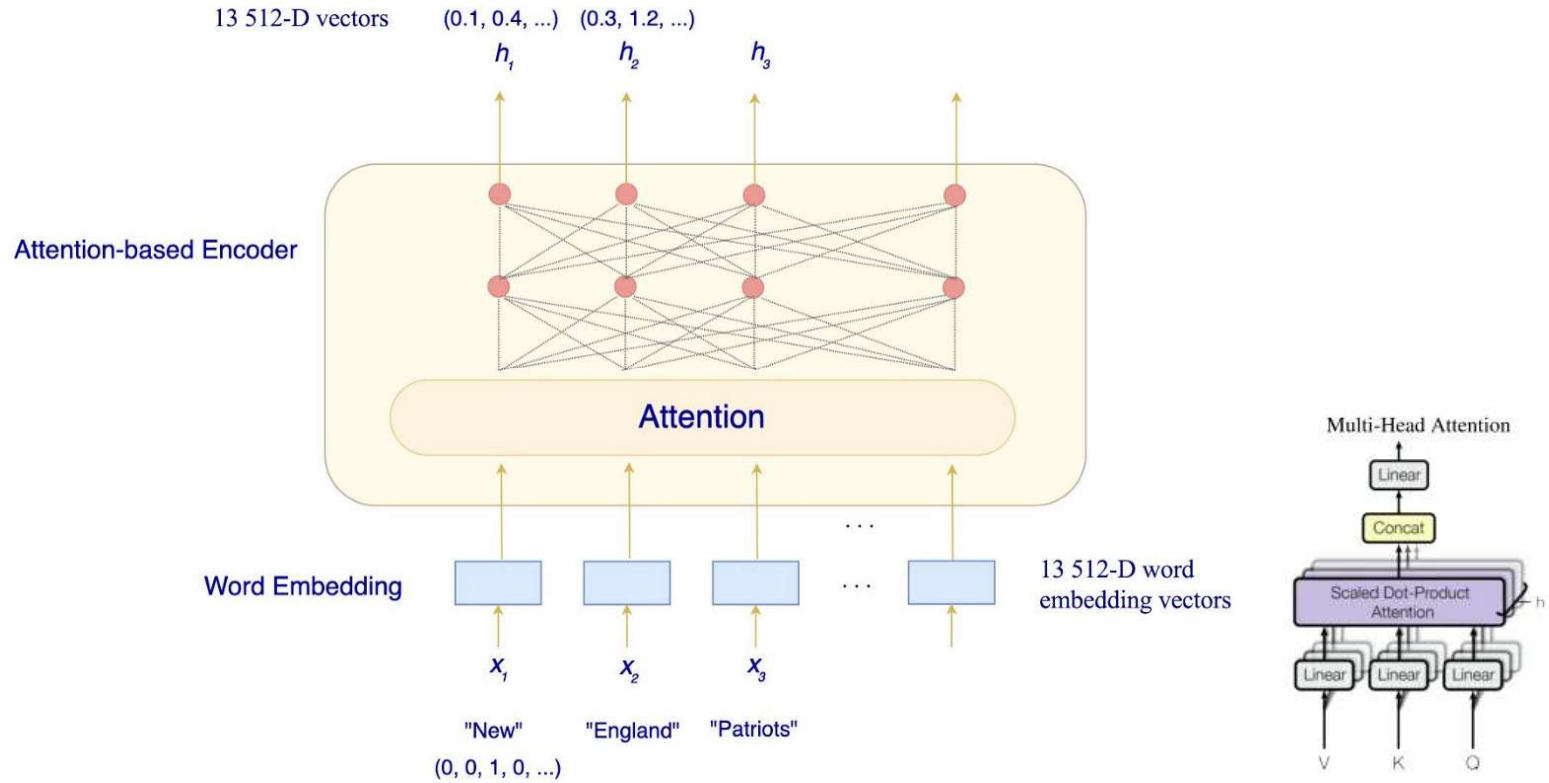 13 512-D vectors (0.1, 0.4, ...) (0.3, 1.2, ...)
h₁ h₂ h₃
Attention-based Encoder
Attention
. . .
Word Embedding
. . .
13 512-D word
embedding vectors
x₁ x₂ x₃
"New" "England" "Patriots"
(0, 0, 1, 0, ...)
Multi-Head Attention
Linear
Concat
Scaled Dot-Product
Attention
h
Linear Linear Linear
V K Q